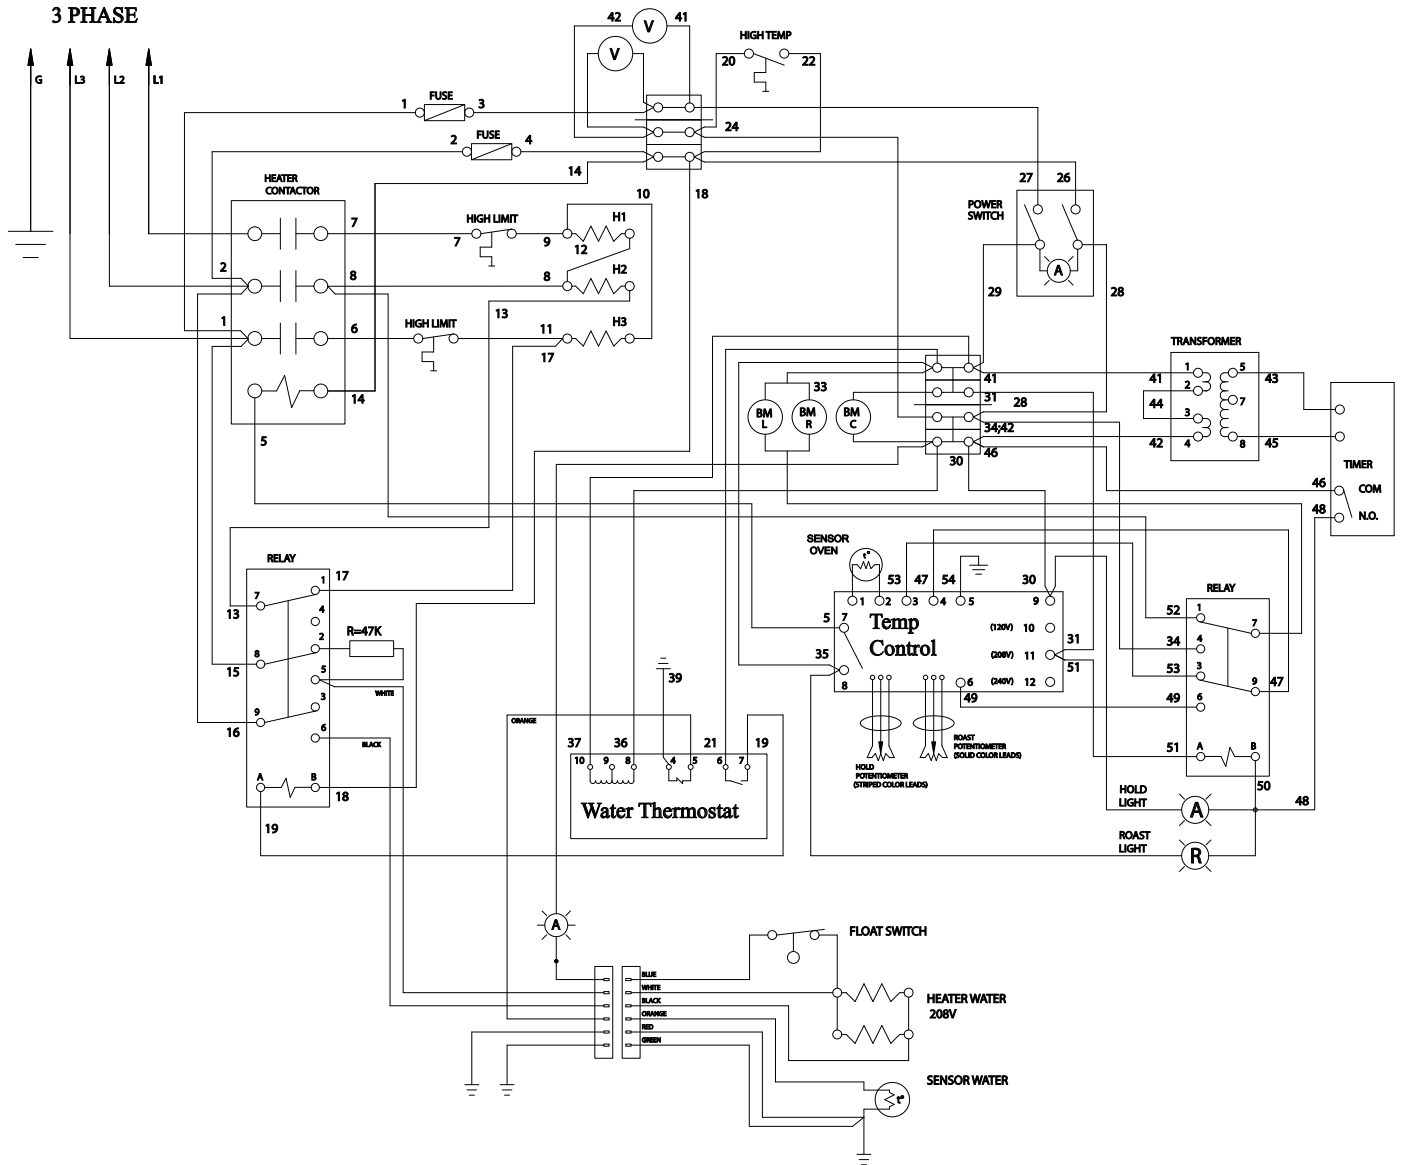 3 PHASE
G
L3
L2
L1
42
V
41
V
HIGH TEMP
20
22
FUSE
1
3
24
FUSE
2
4
14
18
10
HEATER
CONTACTOR
7
HIGH LIMIT
7
9
12
H1
2
8
8
H2
13
1
6
HIGH LIMIT
11
17
H3
14
5
27
26
POWER
SWITCH
A
29
28
TRANSFORMER
41
1
2
44
3
42
4
5
43
7
8
45
33
BM
L
BM
R
BM
C
41
31
28
34;42
46
30
TIMER
46
COM
48
N.O.
SENSOR
OVEN
t°
53
47
54
30
1
2
3
4
5
9
5
7
Temp
Control
(120V)
10
31
35
(208V)
11
51
8
6
(240V)
12
49
HOLD
POTENTIOMETER
(STRIPED COLOR LEADS)
ROAST
POTENTIOMETER
(SOLID COLOR LEADS)
RELAY
52
1
7
34
4
53
3
9
47
49
6
51
A
B
50
48
HOLD
LIGHT
A
ROAST
LIGHT
R
RELAY
1
17
7
13
4
2
R=47K
8
15
5
WHITE
3
9
16
6
BLACK
A
B
18
19
39
ORANGE
37
36
21
19
10
9
8
4
5
6
7
Water Thermostat
A
FLOAT SWITCH
BLUE
WHITE
BLACK
ORANGE
RED
GREEN
HEATER WATER
208V
SENSOR WATER
t°